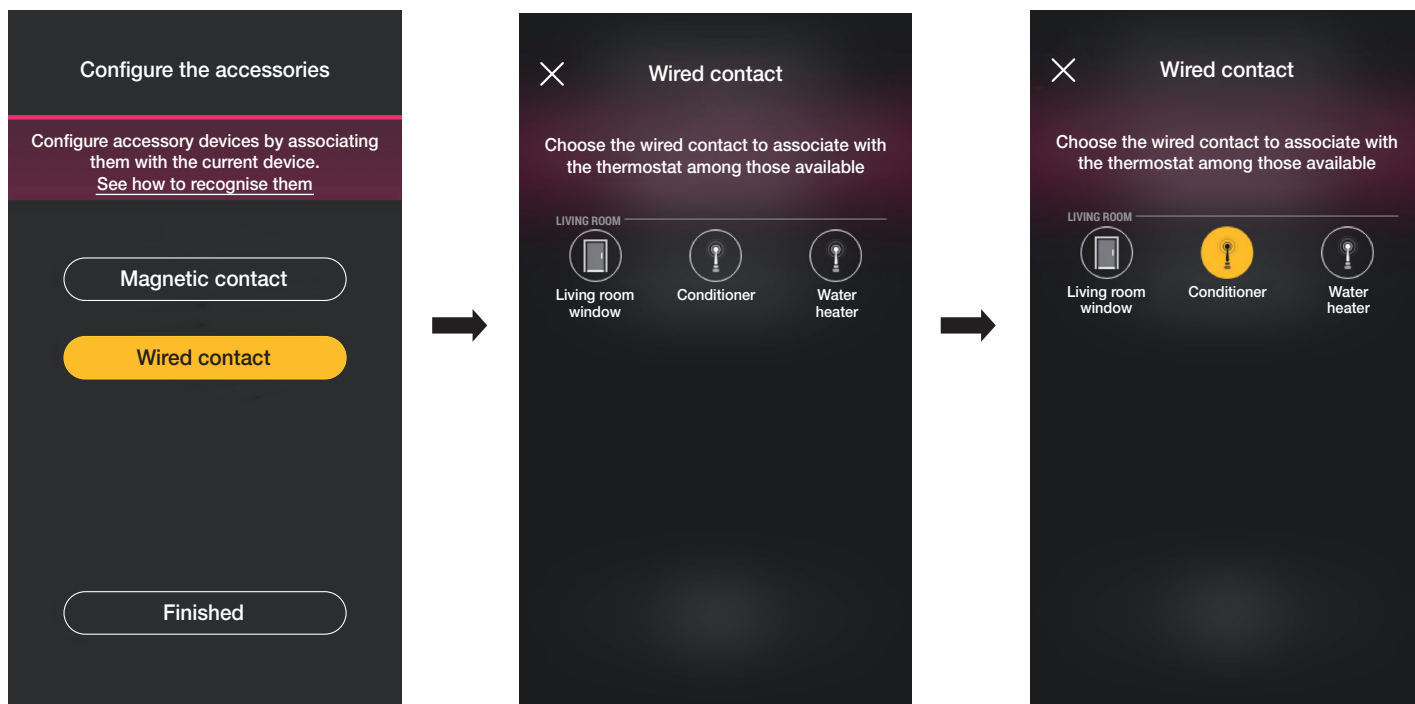 Configure the accessories
Configure accessory devices by associating
them with the current device.
See how to recognise them
Magnetic contact
Wired contact
Finished
Wired contact
Choose the wired contact to associate with
the thermostat among those available
LIVING ROOM
Living room
window
Conditioner
Water
heater
Wired contact
Choose the wired contact to associate with
the thermostat among those available
LIVING ROOM
Living room
window
Conditioner
Water
heater